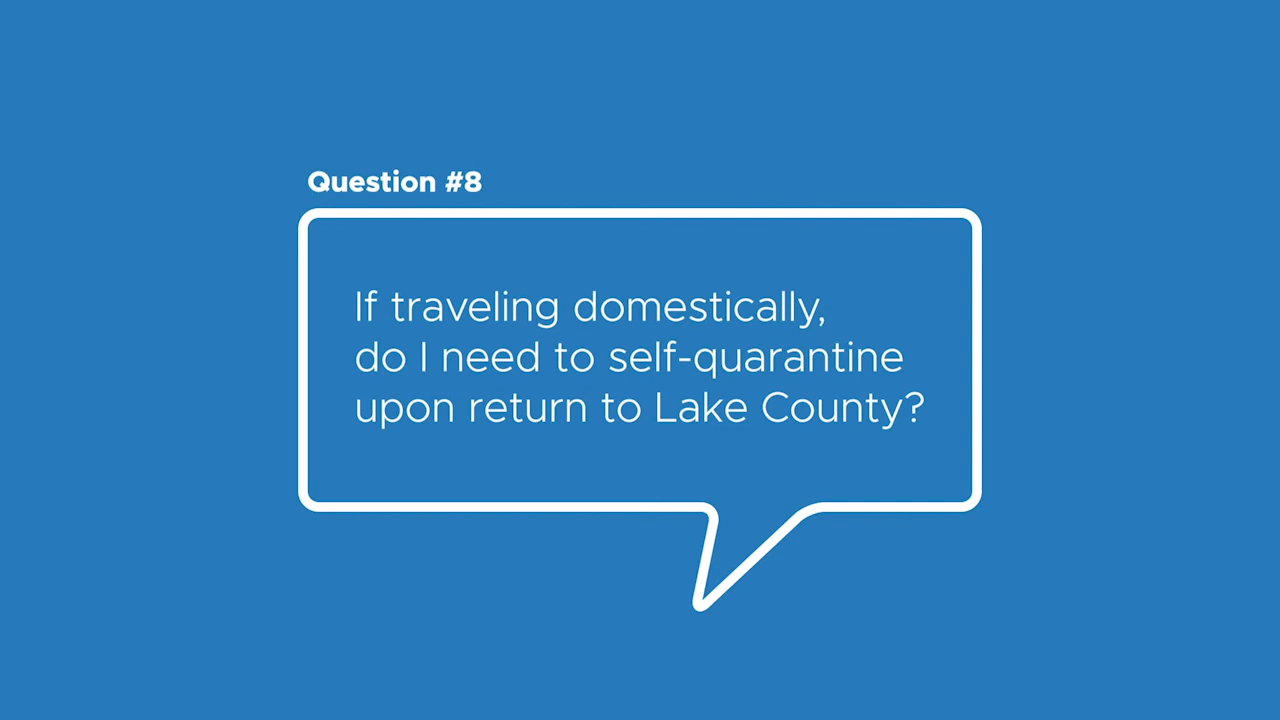 Question #8
If traveling domestically,
do I need to self-quarantine
upon return to Lake County?